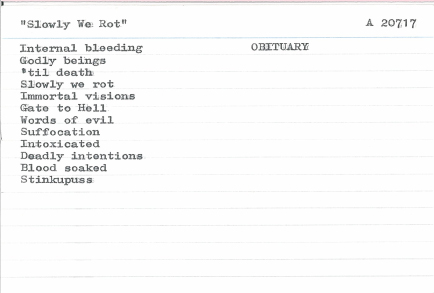 "Slowly We Rot" A 20717
Internal bleeding OBITUARY
Godly beings
'til death
Slowly we rot
Immortal visions
Gate to Hell
Words of evil
Suffocation
Intoxicated
Deadly intentions
Blood soaked
Stinkupuss